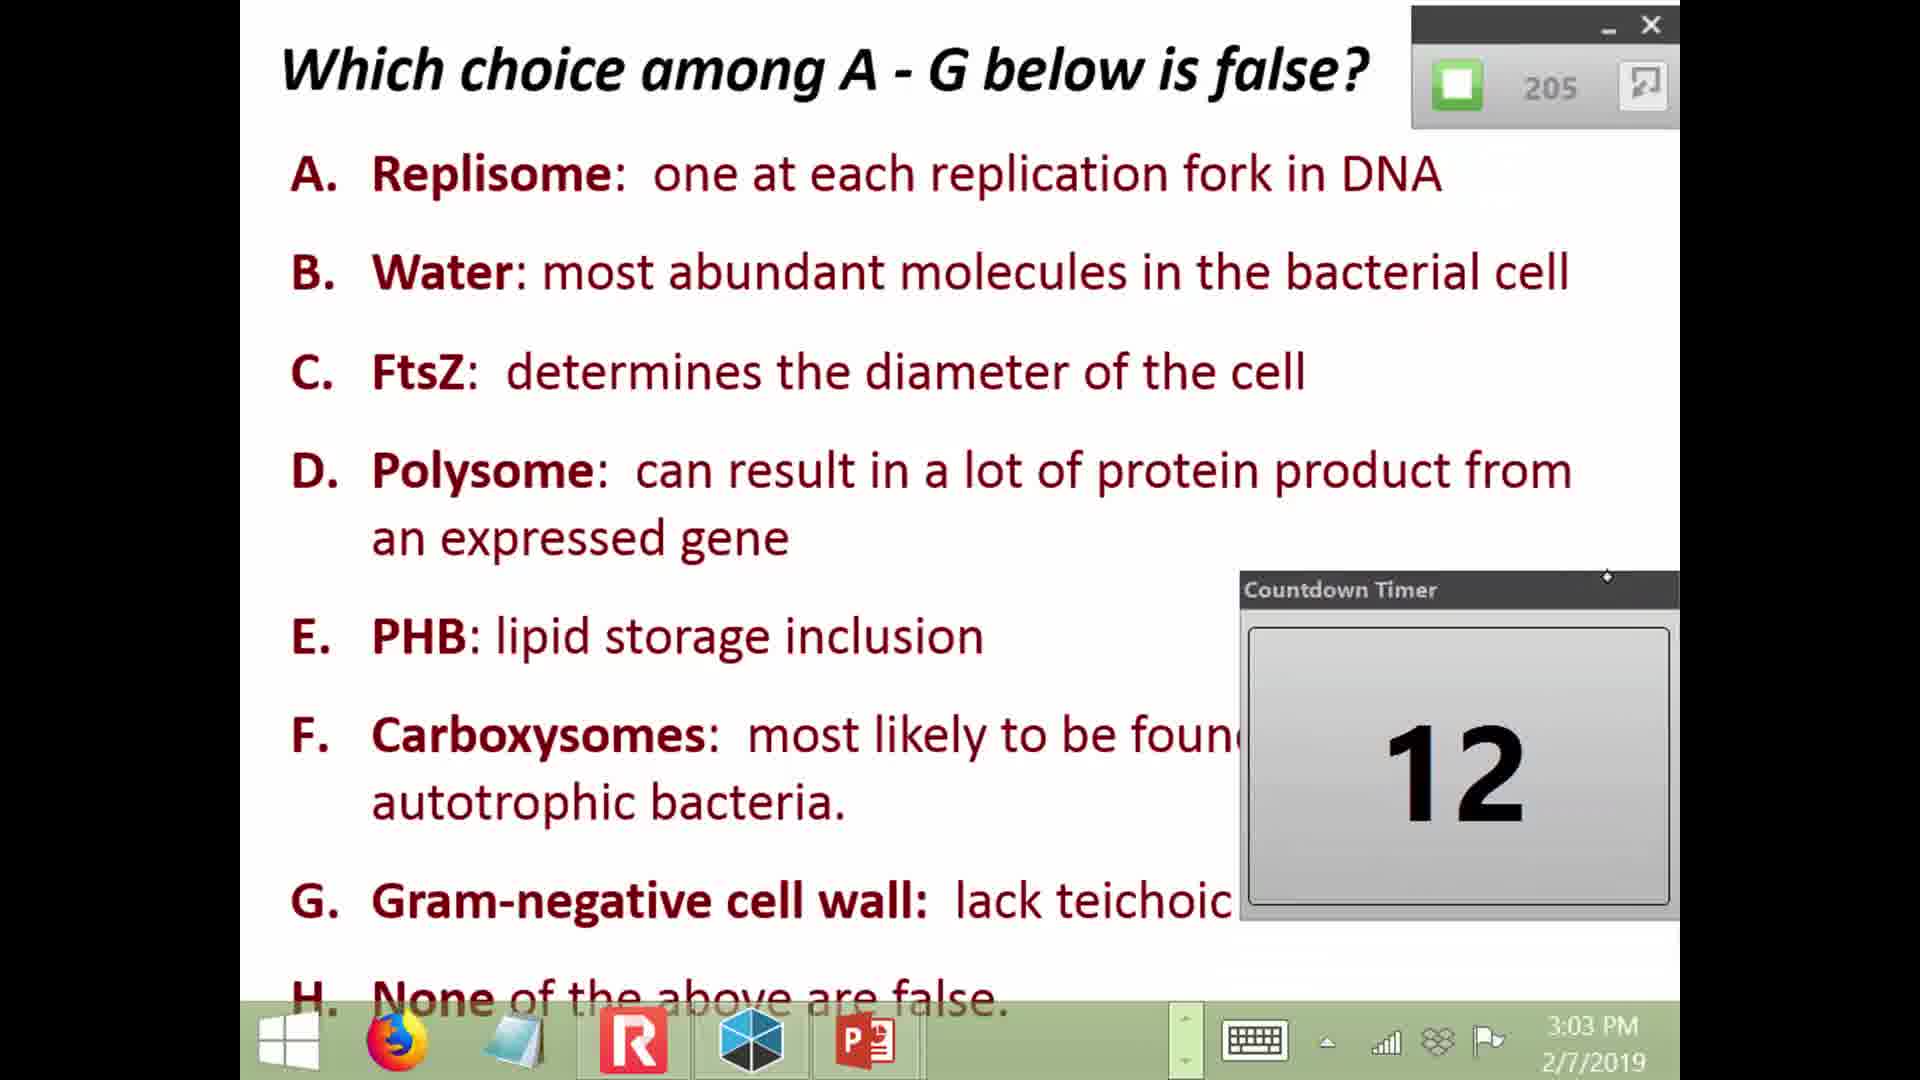 Which choice among A - G below is false?
205
A. Replisome: one at each replication fork in DNA
B. Water: most abundant molecules in the bacterial cell
C. FtsZ: determines the diameter of the cell
D. Polysome: can result in a lot of protein product from
an expressed gene
Countdown Timer
E. PHB: lipid storage inclusion
12
F. Carboxysomes: most likely to be
autotrophic bacteria.
G. Gram-negative cell wall: lack teichoic
H. None of the above are false.
3:03 PM
2/7/2019